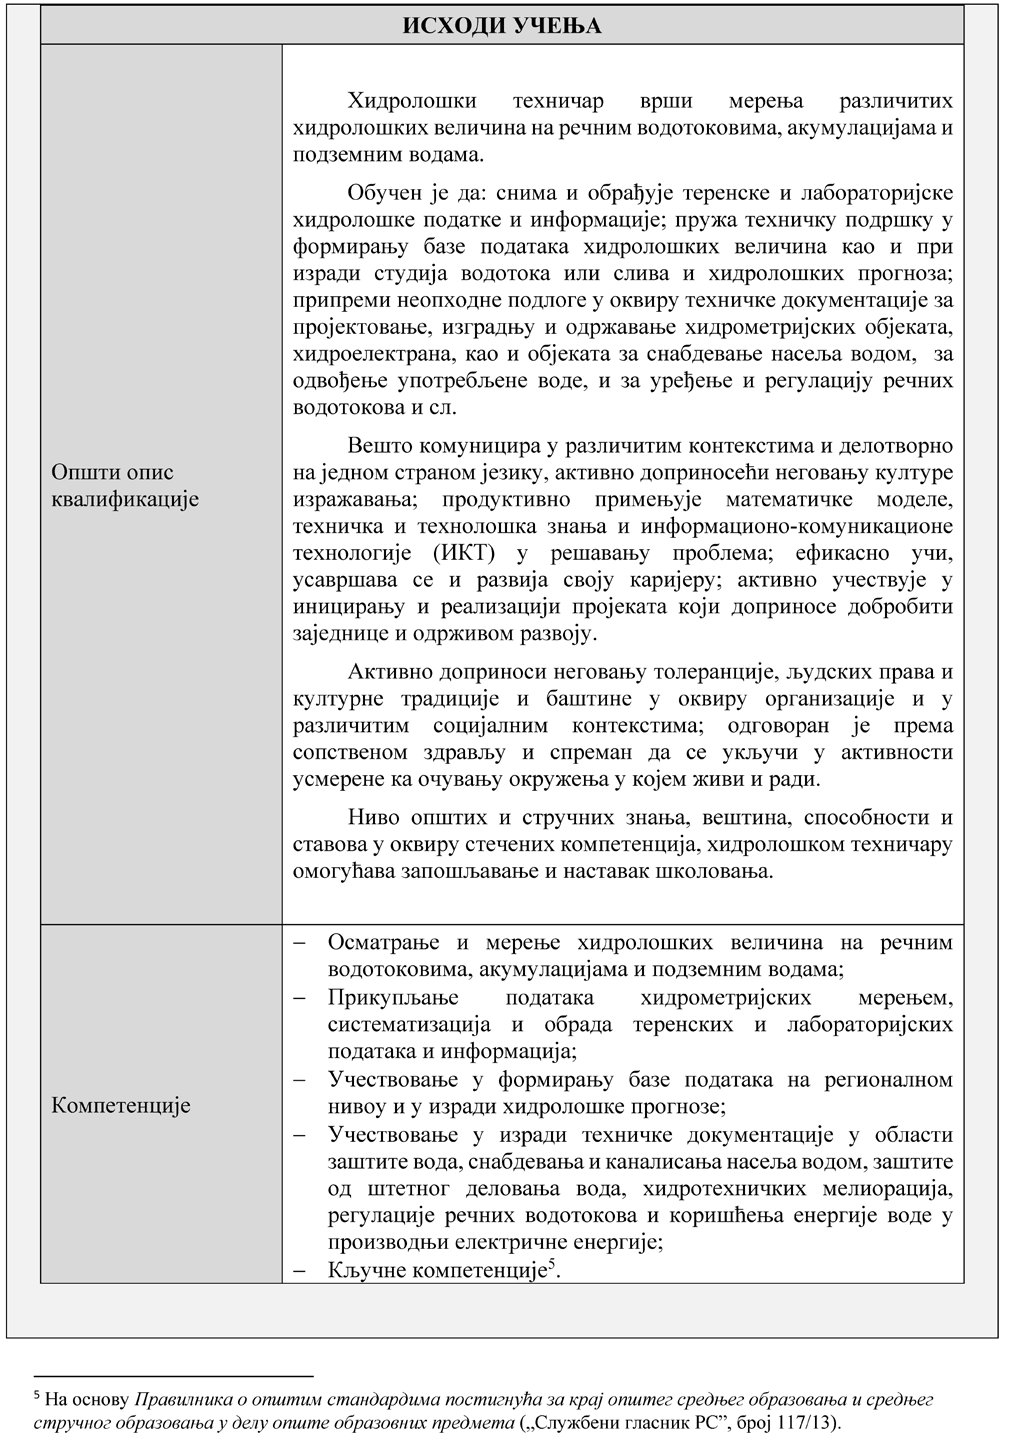 ИСХОДИ УЧЕЊА
Општи опис
квалификације
Хидролошки техничар врши мерења различитих
хидролошких величина на речним водотоковима, акумулацијама и
подземним водама.
Обучен је да: снима и обрађује теренске и лабораторијске
хидролошке податке и информације; пружа техничку подршку у
формирању базе података хидролошких величина као и при
изради студија водотока или слива и хидролошких прогноза;
припреми неопходне подлоге у оквиру техничке документације за
пројектовање, изградњу и одржавање хидрометријских објеката,
хидроелектрана, као и објеката за снабдевање насеља водом, за
одвођење употребљене воде, и за уређење и регулацију речних
водотокова и сл.
Вешто комуницира у различитим контекстима и делотворно
на једном страном језику, активно доприносећи неговању културе
изражавања; продуктивно примењује математичке моделе,
техничка и технолошка знања и информационо-комуникационе
технологије (ИКТ) у решавању проблема; ефикасно учи,
усавршава се и развија своју каријеру; активно учествује у
иницирању и реализацији пројеката који доприносе добробити
заједнице и одрживом развоју.
Активно доприноси неговању толеранције, људских права и
културне традиције и баштине у оквиру организације и у
различитим социјалним контекстима; одговоран је према
сопственом здрављу и спреман да се укључи у активности
усмерене ка очувању окружења у којем живи и ради.
Ниво општих и стручних знања, вештина, способности и
ставова у оквиру стечених компетенција, хидролошком техничару
омогућава запошљавање и наставак школовања.
Компетенције
– Осматрање и мерење хидролошких величина на речним
водотоковима, акумулацијама и подземним водама;
– Прикупљање података хидрометријских мерењем,
систематизација и обрада теренских и лабораторијских
података и информација;
– Учествовање у формирању базе података на регионалном
нивоу и у изради хидролошке прогнозе;
– Учествовање у изради техничке документације у области
заштите вода, снабдевања и каналисања насеља водом, заштите
од штетног деловања вода, хидротехничких мелиорација,
регулације речних водотокова и коришћења енергије воде у
производњи електричне енергије;
– Кључне компетенције⁵.
⁵ На основу Правилника о општим стандардима постигнућа за крај општег средњег образовања и средњег
стручног образовања у делу опште образовних предмета („Службени гласник РС”, број 117/13).